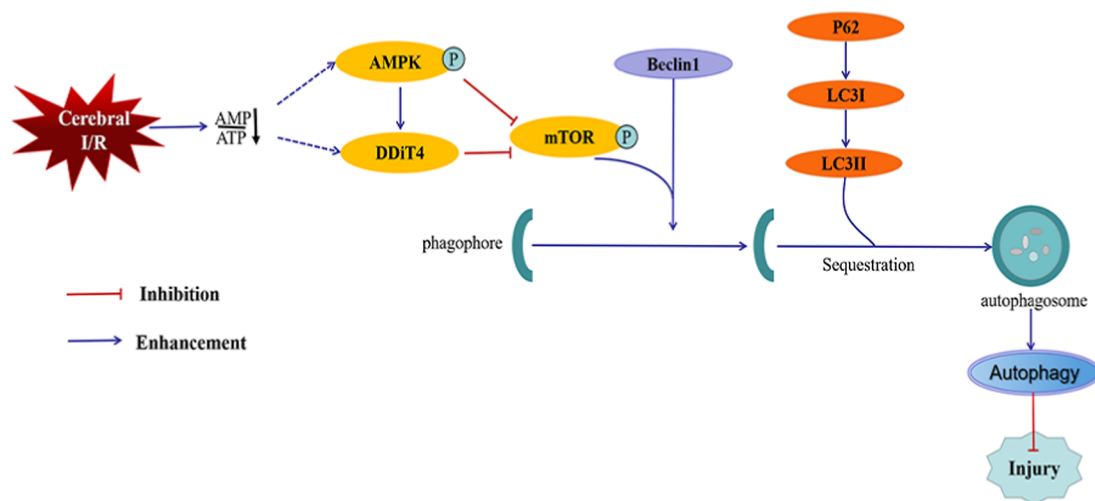 Cerebral
I/R
AMP
ATP
AMPK
P
DDiT4
mTOR
P
Beclin1
P62
LC3I
LC3II
phagophore
Sequestration
autophagosome
Inhibition
Enhancement
Autophagy
Injury